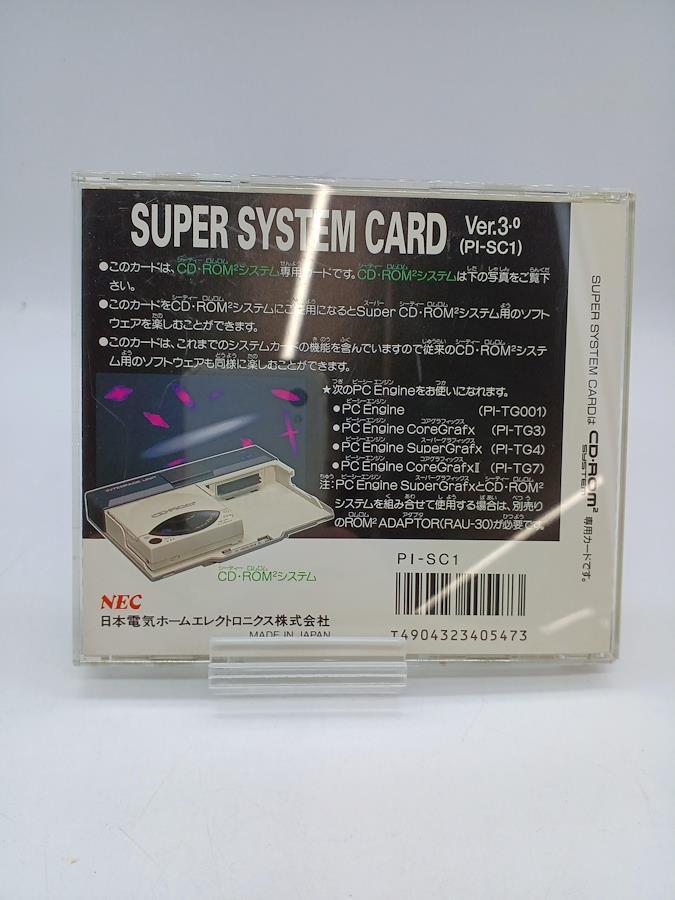 SUPER SYSTEM CARD Ver.3.0
(PI-SC1)
●このカードは、CD・ROM²システム専用カードです。CD・ROM²システムは下の写真をご覧下
さい。
●このカードをCD・ROM²システムにご使用になるとSuper CD・ROM²システム用のソフト
ウェアを楽しむことができます。
●このカードは、これまでのシステムカードの機能を含んでいますので従来のCD・ROM²システ
ム用のソフトウェアも同様に楽しむことができます。
★次のPC Engineをお使いになれます。
●PC Engine (PI-TG001)
●PC Engine CoreGrafx (PI-TG3)
●PC Engine SuperGrafx (PI-TG4)
●PC Engine CoreGrafxⅡ (PI-TG7)
注:PC Engine SuperGrafxとCD・ROM²
システムを組み合せて使用する場合は、別売り
のROM² ADAPTOR(RAU-30)が必要です。
INTERFACE UNIT
CD-ROM²
CD・ROM²システム
PI-SC1
NEC
日本電気ホームエレクトロニクス株式会社
MADE IN JAPAN
T4904323405473
SUPER SYSTEM CARDは CD・ROM² SYSTEM 専用カードです。